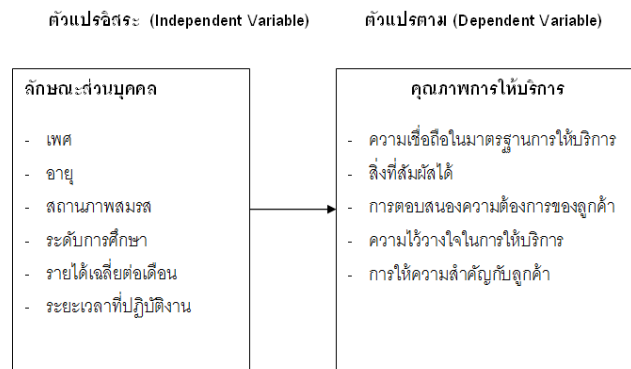 ตัวแปรอิสระ (Independent Variable)
ตัวแปรตาม (Dependent Variable)
ลักษณะส่วนบุคคล
- เพศ
- อายุ
- สถานภาพสมรส
- ระดับการศึกษา
- รายได้เฉลี่ยต่อเดือน
- ระยะเวลาที่ปฏิบัติงาน
คุณภาพการให้บริการ
- ความเชื่อถือในมาตรฐานการให้บริการ
- สิ่งที่สัมผัสได้
- การตอบสนองความต้องการของลูกค้า
- ความไว้วางใจในการให้บริการ
- การให้ความสำคัญกับลูกค้า